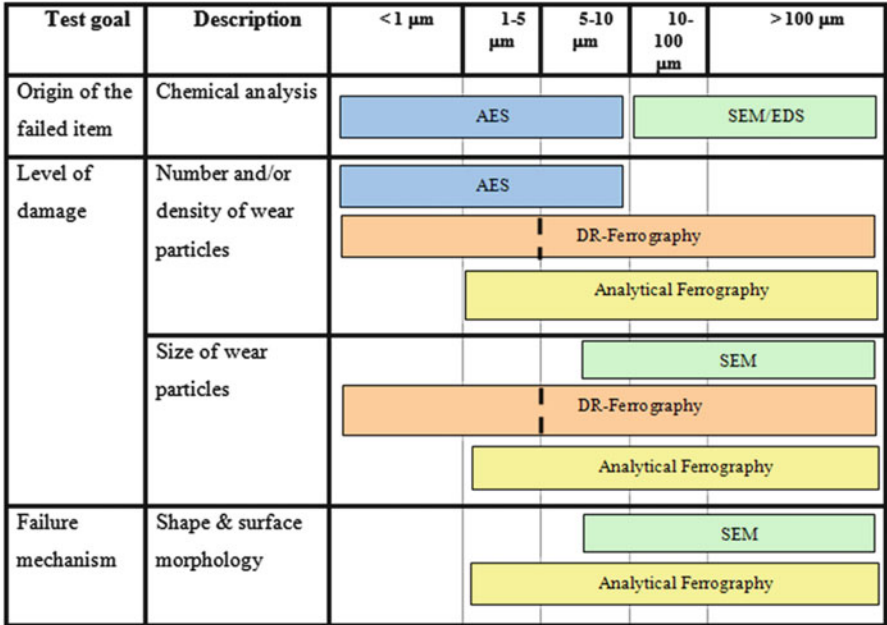 Test goal
Description
< 1 μm
1-5
μm
5-10
μm
10-
100
μm
> 100 μm
Origin of the
failed item
Chemical analysis
AES
SEM/EDS
Level of
damage
Number and/or
density of wear
particles
AES
DR-Ferrography
Analytical Ferrography
Size of wear
particles
SEM
DR-Ferrography
Analytical Ferrography
Failure
mechanism
Shape & surface
morphology
SEM
Analytical Ferrography